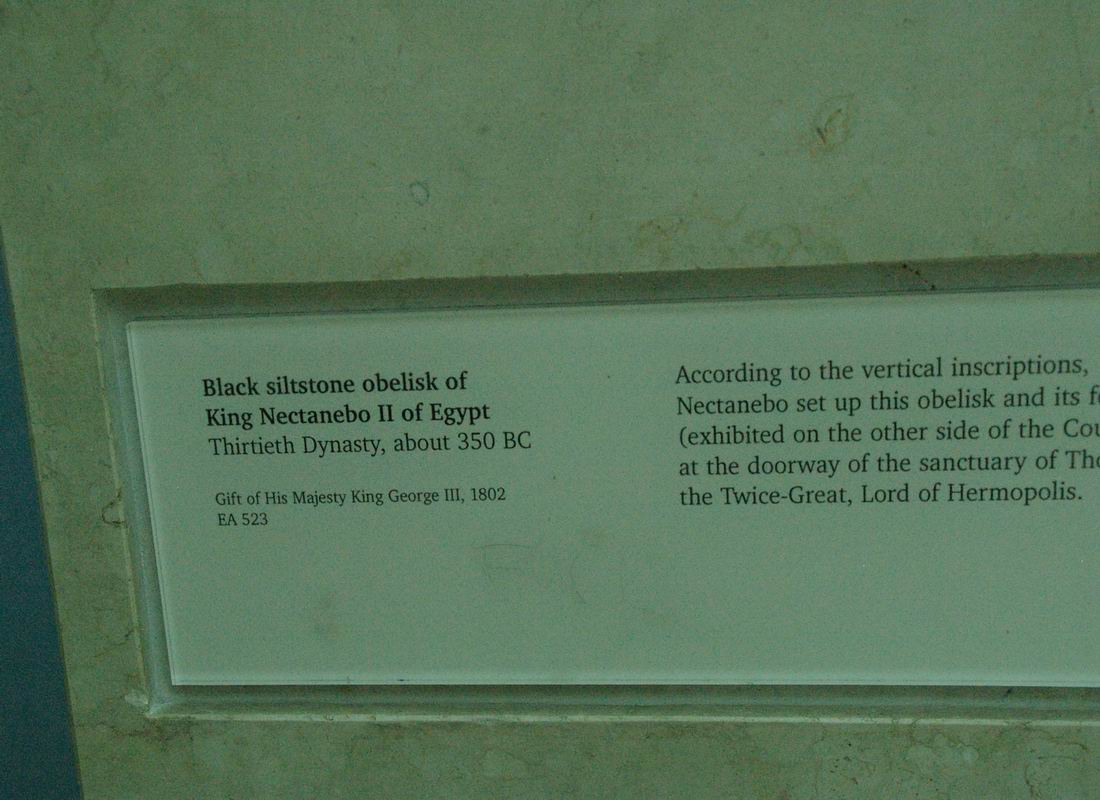 Black siltstone obelisk of
King Nectanebo II of Egypt
Thirtieth Dynasty, about 350 BC
Gift of His Majesty King George III, 1802
EA 523
According to the vertical inscriptions,
Nectanebo set up this obelisk and its
(exhibited on the other side of the
at the doorway of the sanctuary of
the Twice-Great, Lord of Hermopolis.